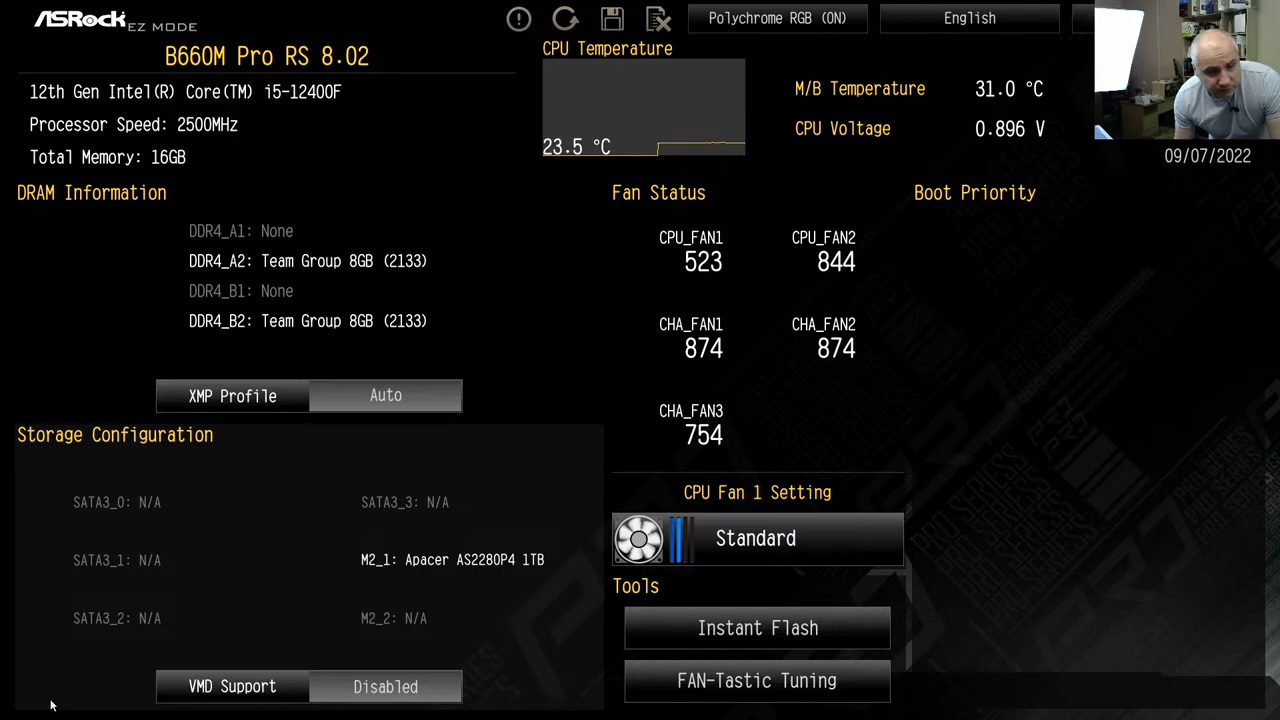 ASRock EZ MODE
Polychrome RGB (ON)
English
B660M Pro RS 8.02
12th Gen Intel(R) Core(TM) i5-12400F
Processor Speed: 2500MHz
Total Memory: 16GB
CPU Temperature
23.5 °C
M/B Temperature 31.0 °C
CPU Voltage 0.896 V
09/07/2022
DRAM Information
DDR4_A1: None
DDR4_A2: Team Group 8GB (2133)
DDR4_B1: None
DDR4_B2: Team Group 8GB (2133)
XMP Profile Auto
Fan Status
CPU_FAN1 CPU_FAN2
523 844
CHA_FAN1 CHA_FAN2
874 874
CHA_FAN3
754
Boot Priority
Storage Configuration
SATA3_0: N/A SATA3_3: N/A
SATA3_1: N/A M2_1: Apacer AS2280P4 1TB
SATA3_2: N/A M2_2: N/A
VMD Support Disabled
CPU Fan 1 Setting
Standard
Tools
Instant Flash
FAN-Tastic Tuning